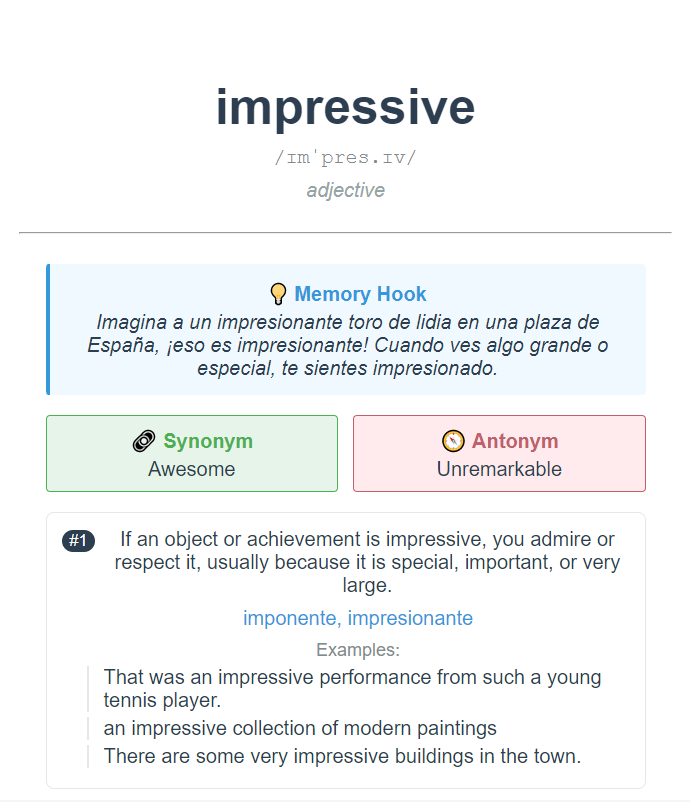 impressive
/ɪmˈpres.ɪv/
adjective
Memory Hook
Imagina a un impresionante toro de lidia en una plaza de
España, ¡eso es impresionante! Cuando ves algo grande o
especial, te sientes impresionado.
Synonym
Awesome
Antonym
Unremarkable
#1
If an object or achievement is impressive, you admire or
respect it, usually because it is special, important, or very
large.
imponente, impresionante
Examples:
That was an impressive performance from such a young
tennis player.
an impressive collection of modern paintings
There are some very impressive buildings in the town.